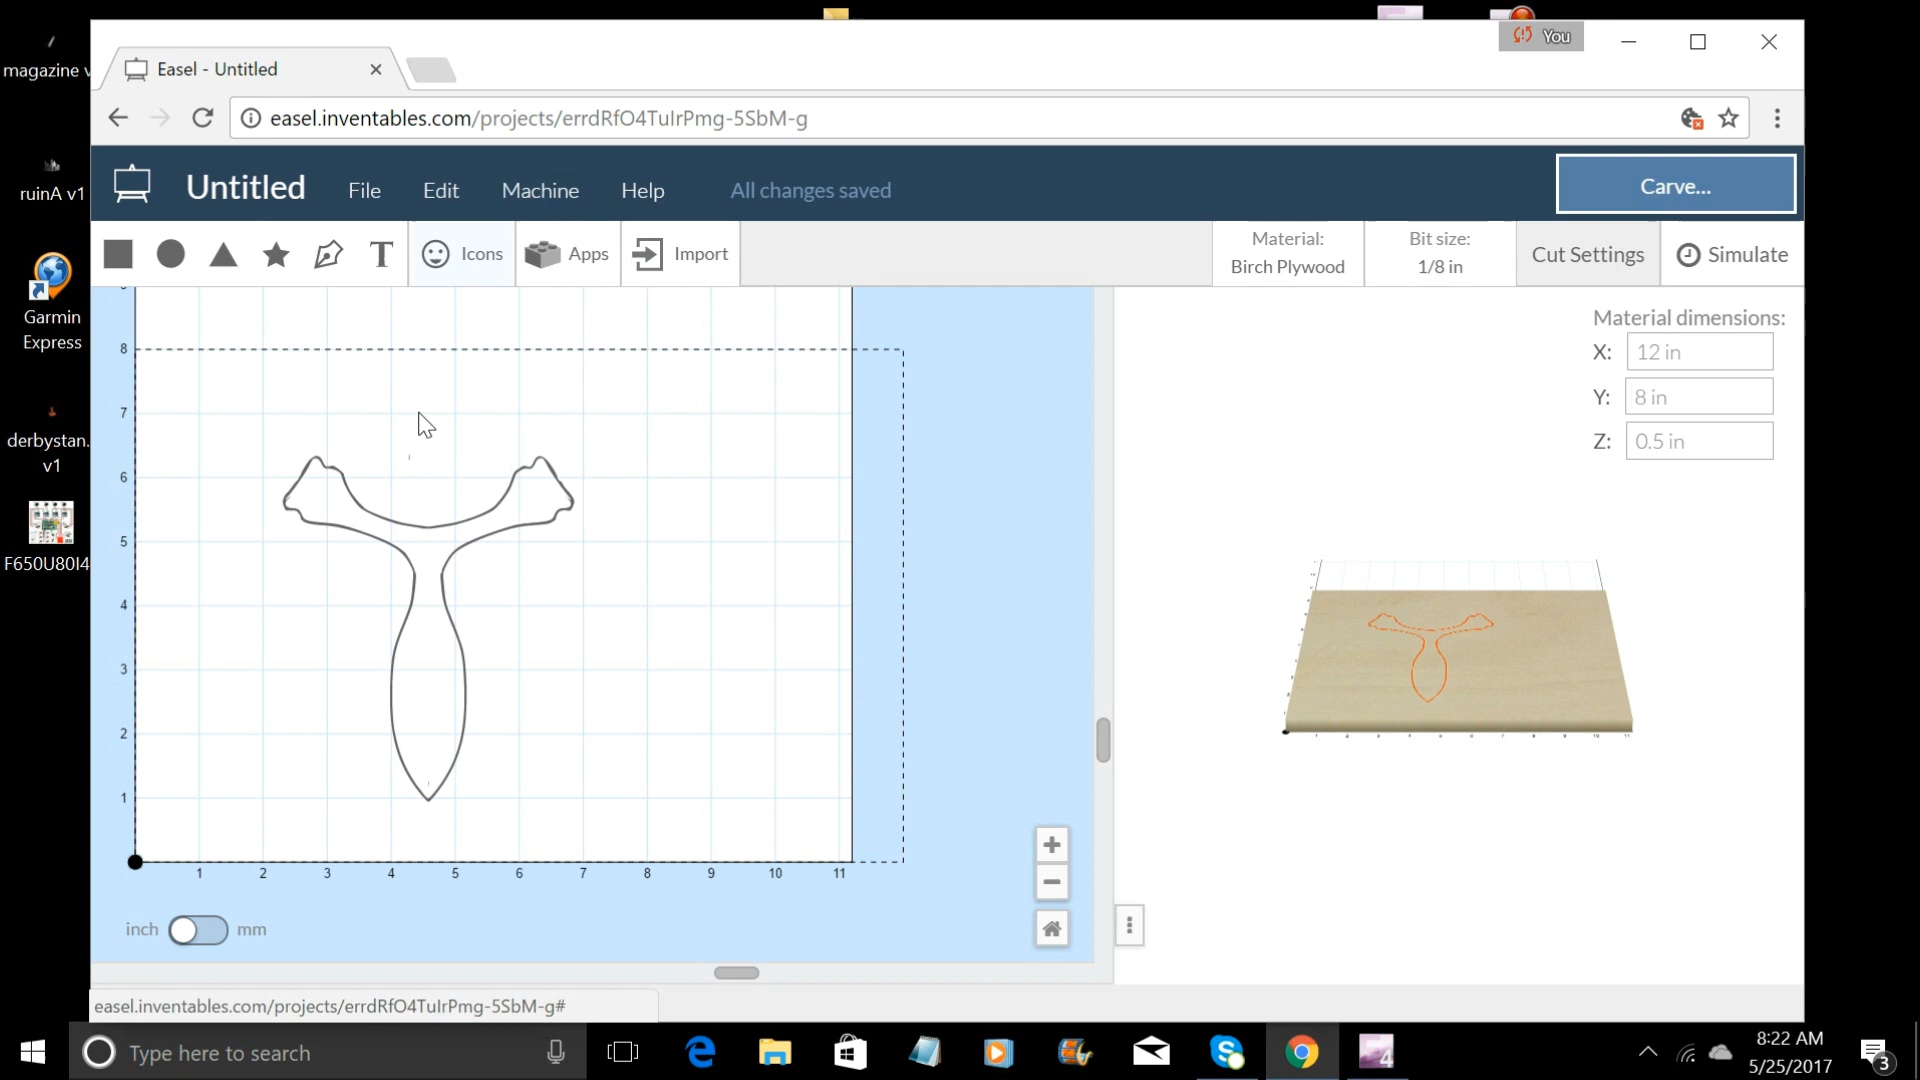 You
Easel - Untitled
easel.inventables.com/projects/errdRfO4TuIrPmg-5SbM-g
Untitled File Edit Machine Help All changes saved Carve...
T Icons Apps Import
Material: Birch Plywood
Bit size: 1/8 in
Cut Settings Simulate
magazine v
ruinA v1
Garmin
Express
derbystan.
v1
F650U80I4
8
7
6
5
4
3
2
1
1 2 3 4 5 6 7 8 9 10 11
inch mm
Material dimensions:
X: 12 in
Y: 8 in
Z: 0.5 in
easel.inventables.com/projects/errdRfO4TuIrPmg-5SbM-g#
Type here to search
4
8:22 AM
5/25/2017
3